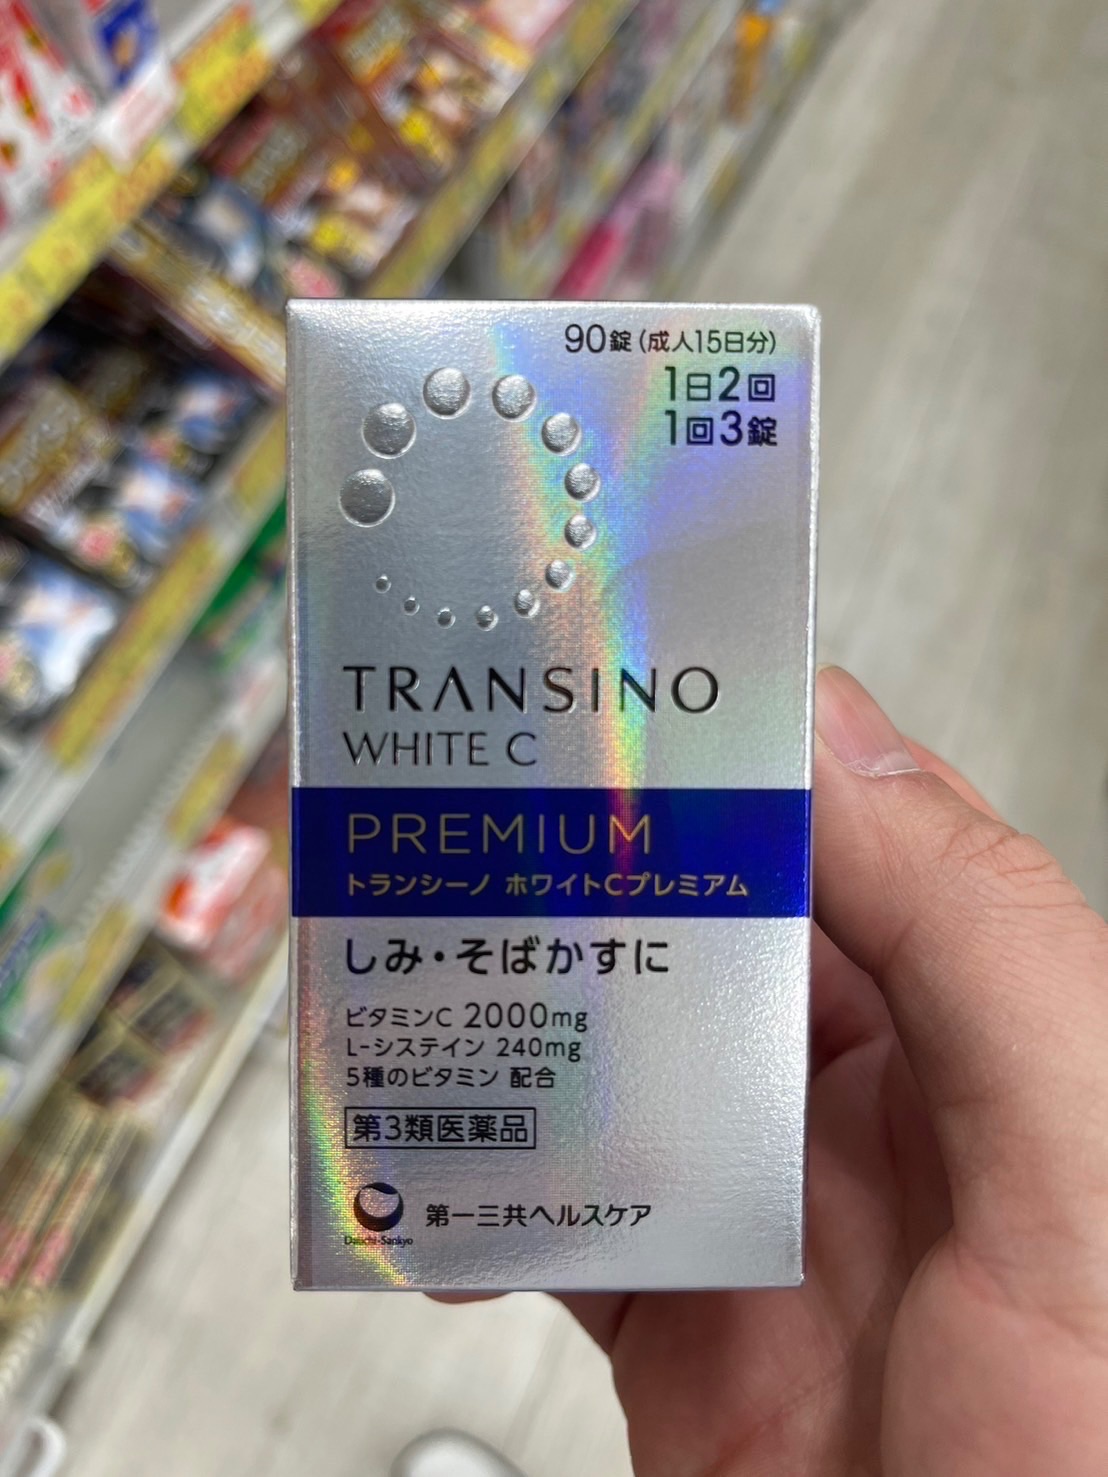 90錠(成人15日分)
1日2回
1回3錠
TRANSINO
WHITE C
PREMIUM
トランシーノ ホワイトCプレミアム
しみ・そばかすに
ビタミンC 2000mg
L-システイン 240mg
5種のビタミン 配合
第3類医薬品
Daiichi-Sankyo
第一三共ヘルスケア